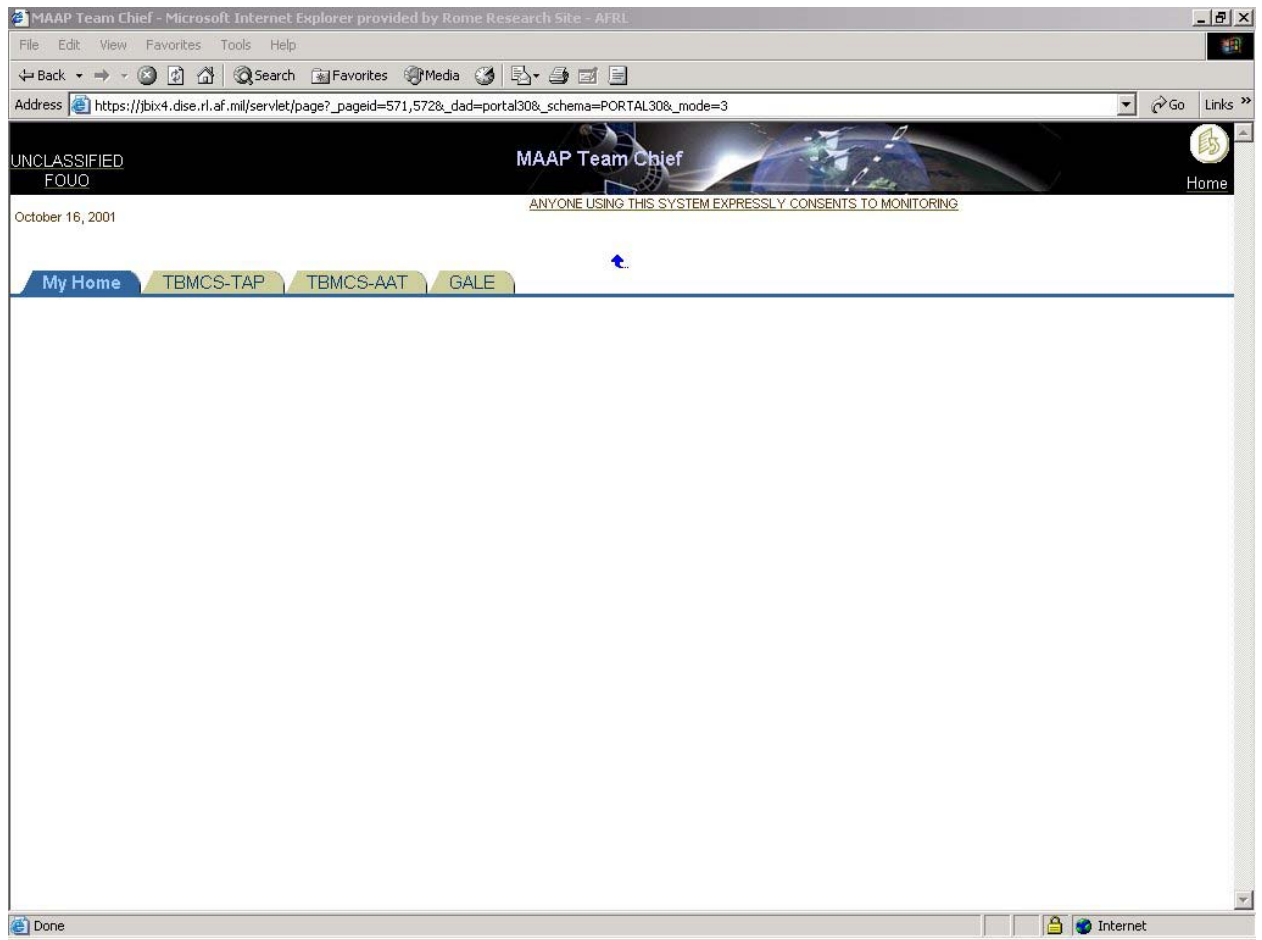 MAAP Team Chief - Microsoft Internet Explorer provided by Rome Research Site - AFRL
File Edit View Favorites Tools Help
Back Search Favorites Media
Address https://jbix4.dise.rl.af.mil/servlet/page?_pageid=571,572&_dad=portal30&_schema=PORTAL30&_mode=3 Go Links »
UNCLASSIFIED
FOUO
MAAP Team Chief
Home
October 16, 2001
ANYONE USING THIS SYSTEM EXPRESSLY CONSENTS TO MONITORING
My Home TBMCS-TAP TBMCS-AAT GALE
Done Internet